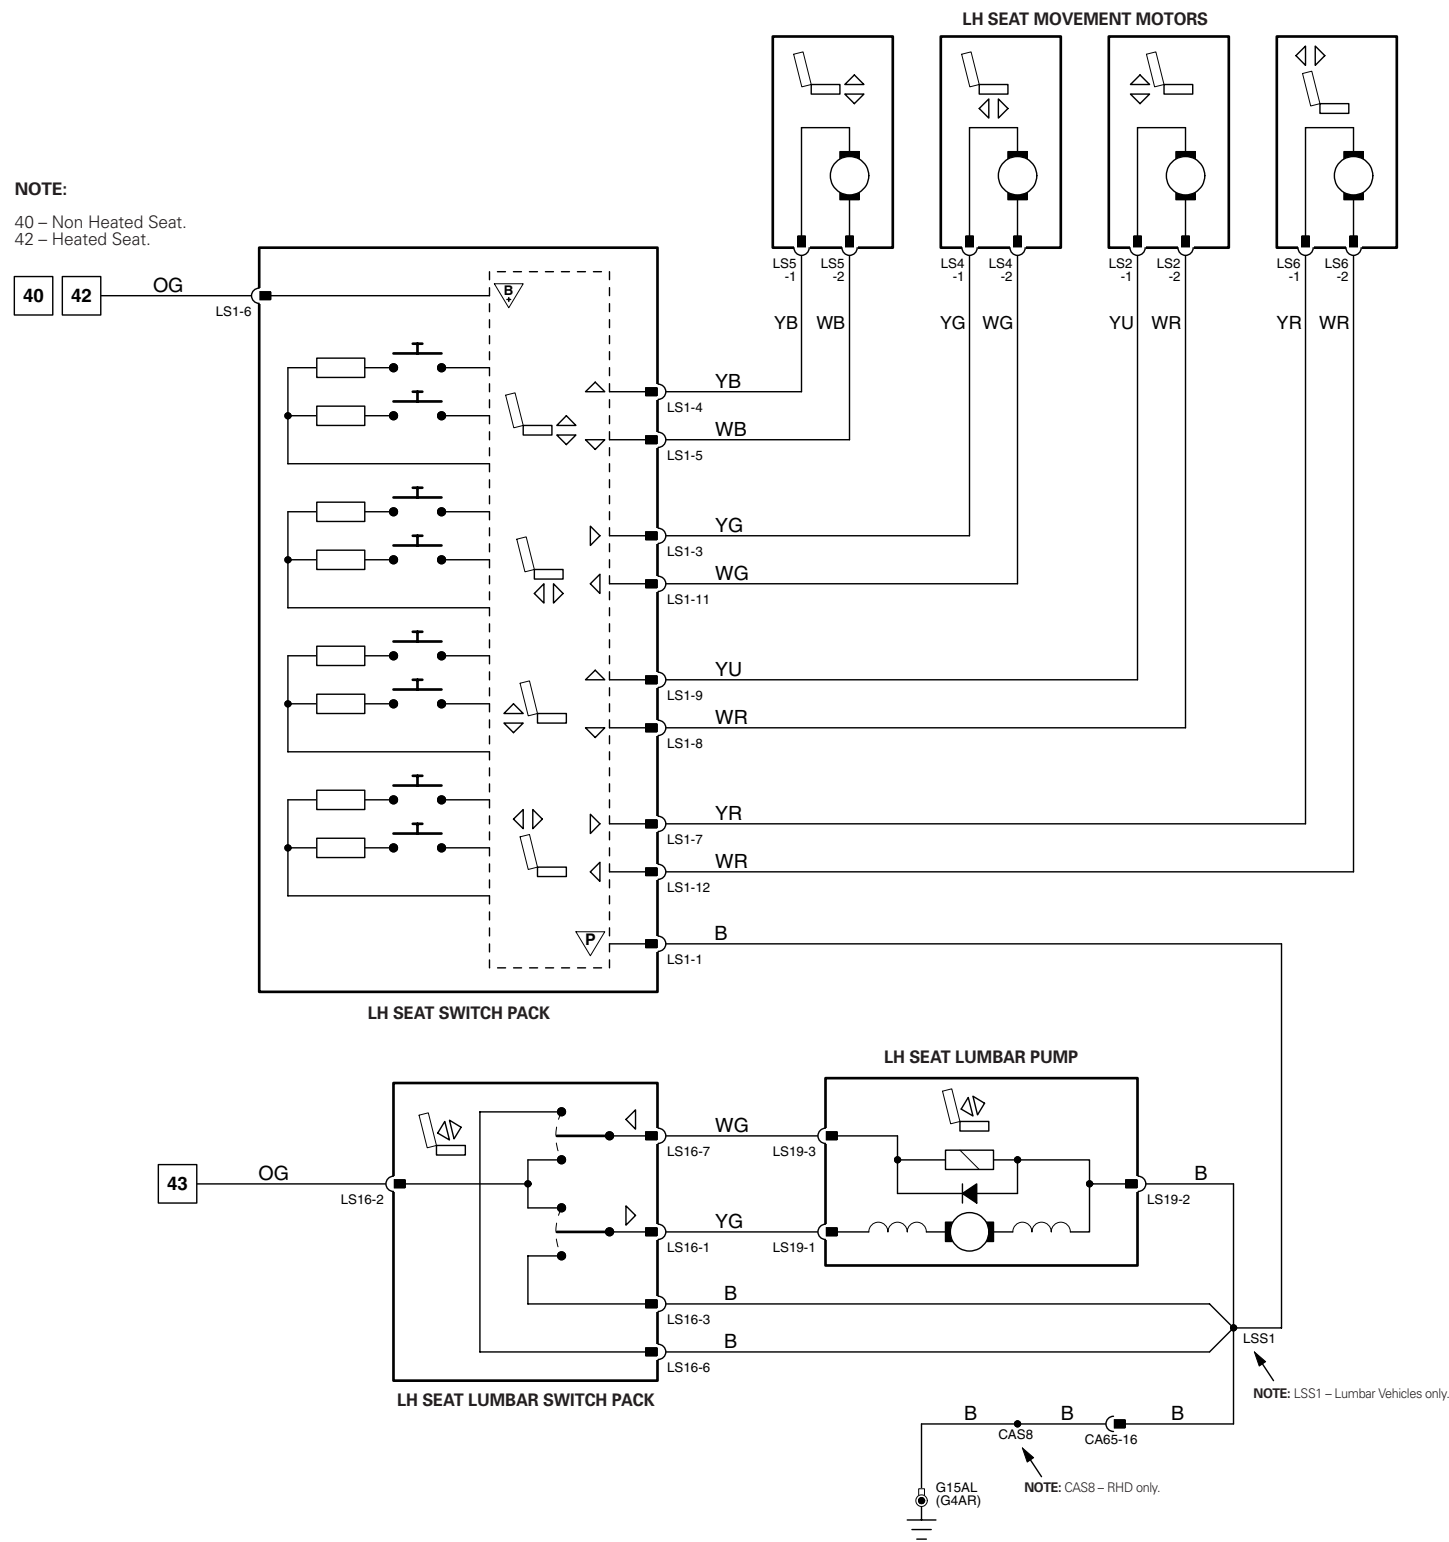 LH SEAT MOVEMENT MOTORS
NOTE:
40 – Non Heated Seat.
42 – Heated Seat.
40 42 OG
LS1-6
B
+
LS5
-1
LS5
-2
LS4
-1
LS4
-2
LS2
-1
LS2
-2
LS6
-1
LS6
-2
YB WB YG WG YU WR YR WR
YB
LS1-4
WB
LS1-5
YG
LS1-3
WG
LS1-11
YU
LS1-9
WR
LS1-8
YR
LS1-7
WR
LS1-12
P
B
LS1-1
LH SEAT SWITCH PACK
LH SEAT LUMBAR PUMP
43 OG
LS16-2
WG
LS16-7
LS19-3
B
LS19-2
YG
LS16-1
LS19-1
B
LS16-3
B
LS16-6
LSS1
NOTE: LSS1 – Lumbar Vehicles only.
LH SEAT LUMBAR SWITCH PACK
B B B
CAS8
CA65-16
NOTE: CAS8 – RHD only.
G15AL
(G4AR)